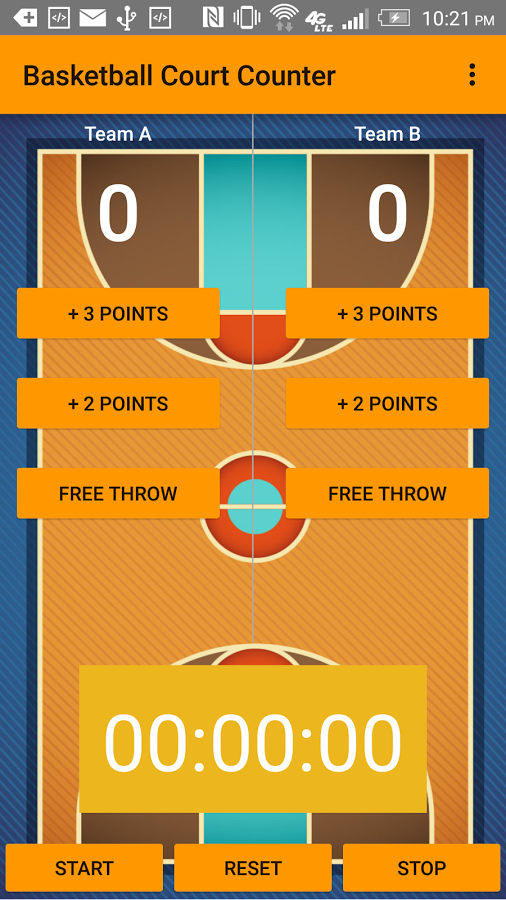 4G LTE 10:21 PM
Basketball Court Counter
Team A Team B
0 0
+ 3 POINTS + 3 POINTS
+ 2 POINTS + 2 POINTS
FREE THROW FREE THROW
00:00:00
START RESET STOP